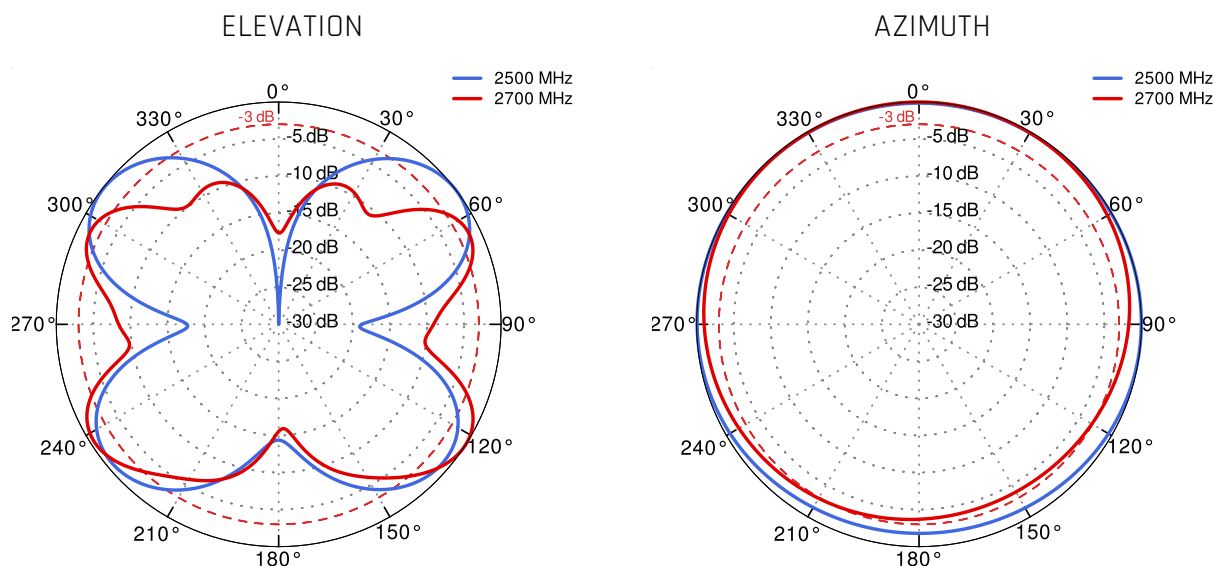 ELEVATION
2500 MHz
2700 MHz
0°
330°
-3 dB
30°
-5 dB
-10 dB
300°
-15 dB
60°
-20 dB
-25 dB
270°
-30 dB
90°
240°
120°
210°
150°
180°
AZIMUTH
2500 MHz
2700 MHz
0°
330°
-3 dB
30°
-5 dB
-10 dB
300°
-15 dB
60°
-20 dB
-25 dB
270°
-30 dB
90°
240°
120°
210°
150°
180°